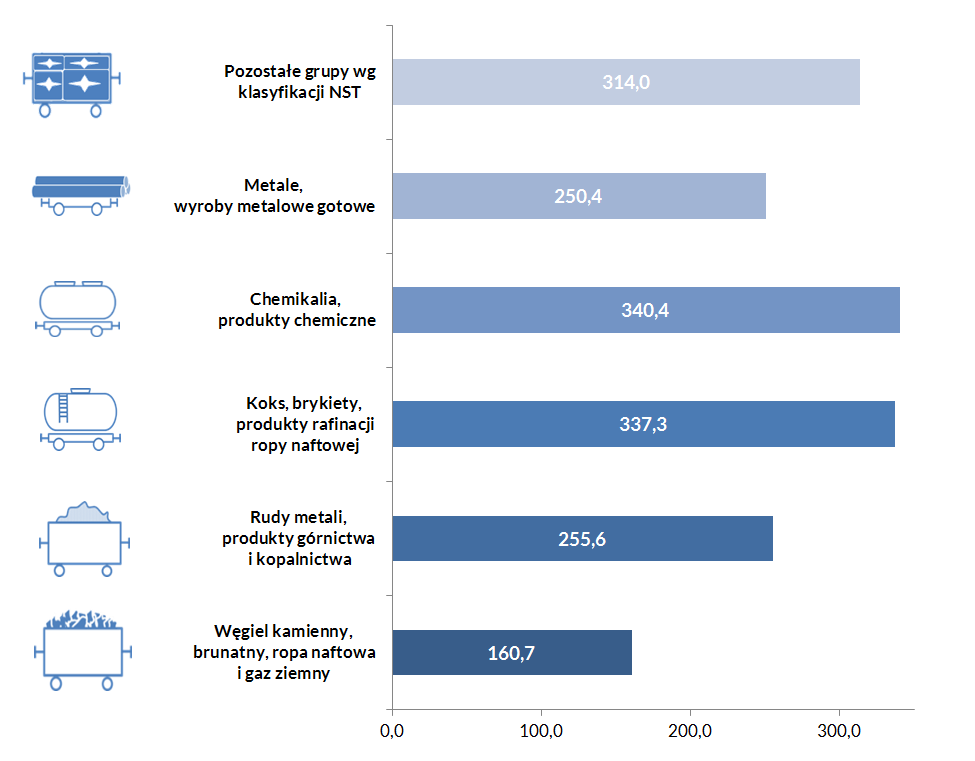 Pozostałe grupy wg
klasyfikacji NST
314,0
Metale,
wyroby metalowe gotowe
250,4
Chemikalia,
produkty chemiczne
340,4
Koks, brykiety,
produkty rafinacji
ropy naftowej
337,3
Rudy metali,
produkty górnictwa
i kopalnictwa
255,6
Węgiel kamienny,
brunatny, ropa naftowa
i gaz ziemny
160,7
0,0 100,0 200,0 300,0